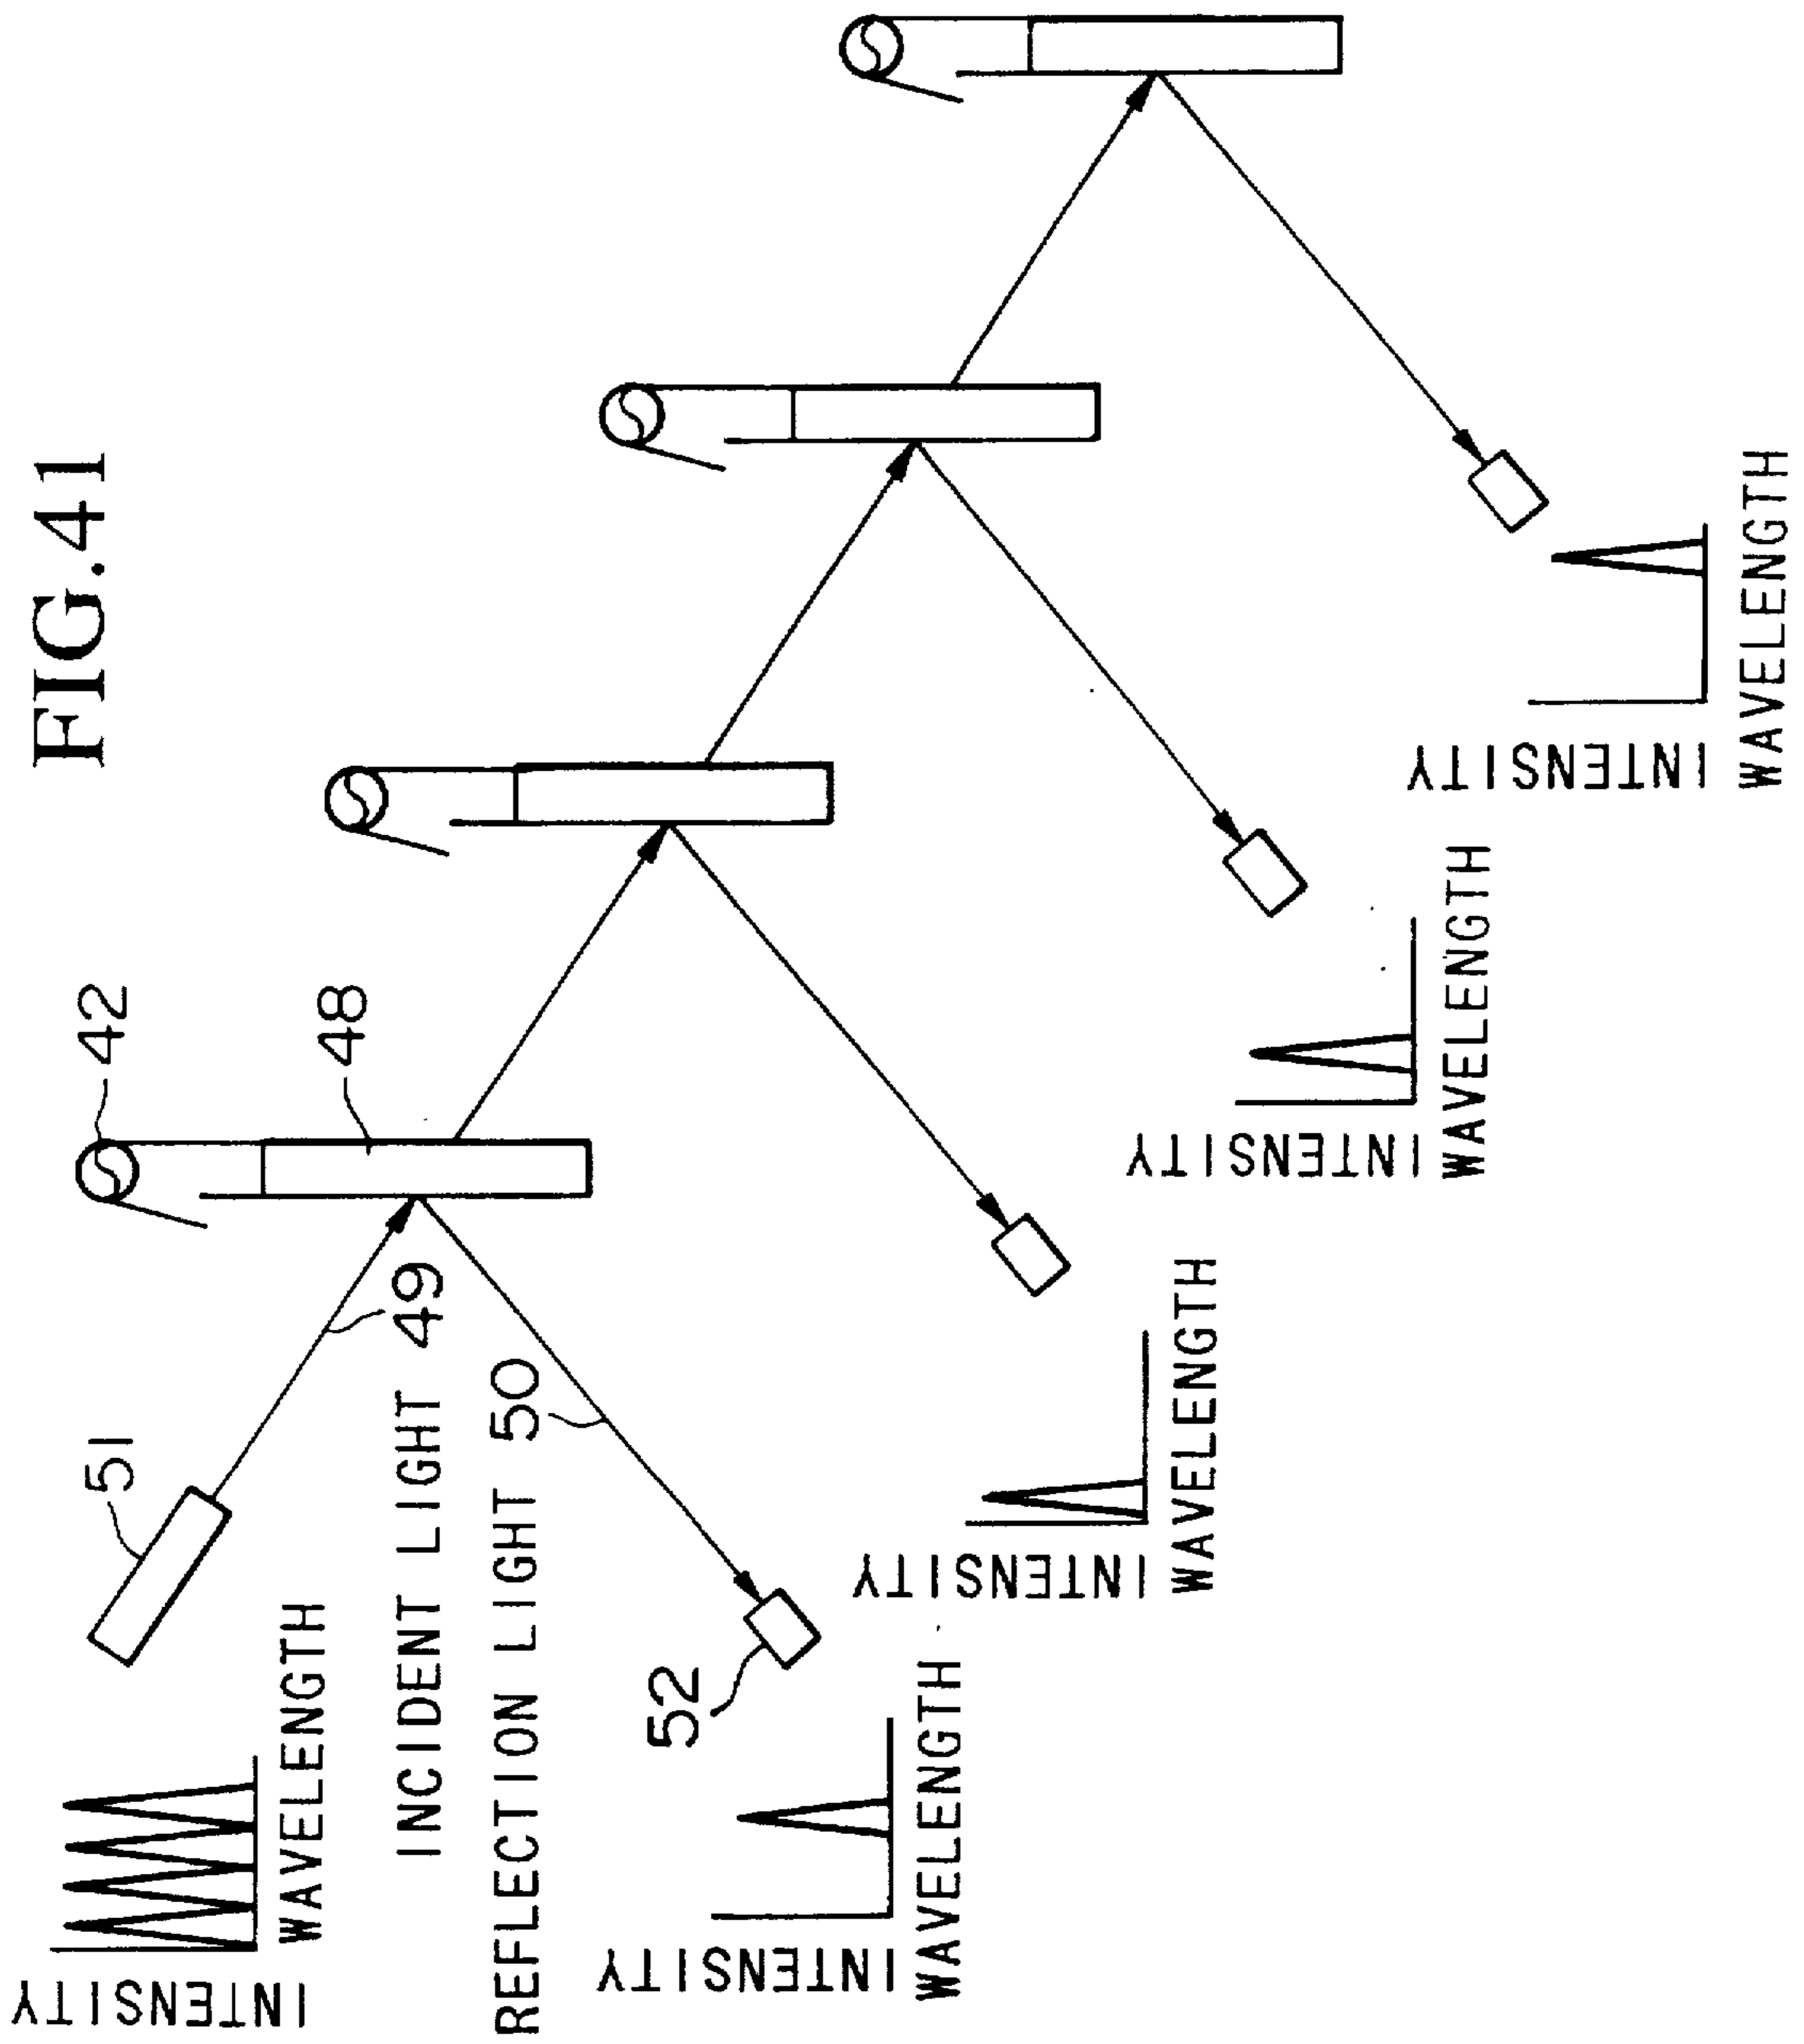 FIG.41
INTENSITY
WAVELENGTH
51
42
48
INCIDENT LIGHT 49
REFLECTION LIGHT 50
52
INTENSITY
WAVELENGTH
INTENSITY
WAVELENGTH
INTENSITY
WAVELENGTH
INTENSITY
WAVELENGTH